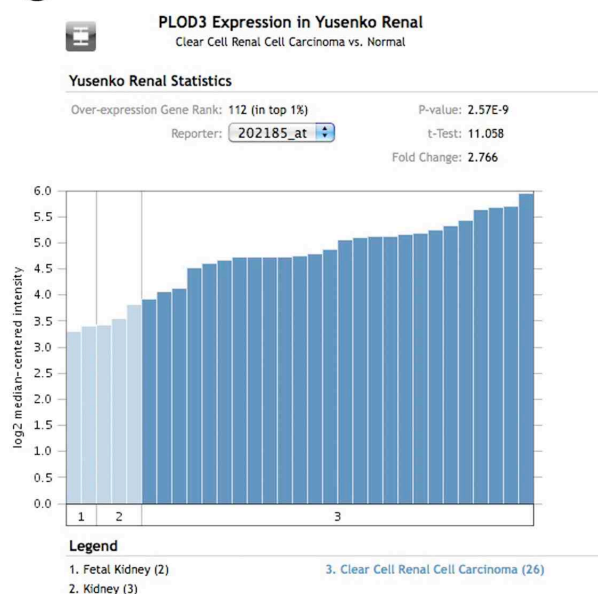 PLOD3 Expression in Yusenko Renal
Clear Cell Renal Cell Carcinoma vs. Normal
Yusenko Renal Statistics
Over-expression Gene Rank: 112 (in top 1%)
P-value: 2.57E-9
Reporter: 202185_at
t-Test: 11.058
Fold Change: 2.766
6.0
5.5
5.0
4.5
4.0
3.5
3.0
2.5
2.0
1.5
1.0
0.5
0.0
log2 median-centered intensity
1 2 3
Legend
1. Fetal Kidney (2)
3. Clear Cell Renal Cell Carcinoma (26)
2. Kidney (3)